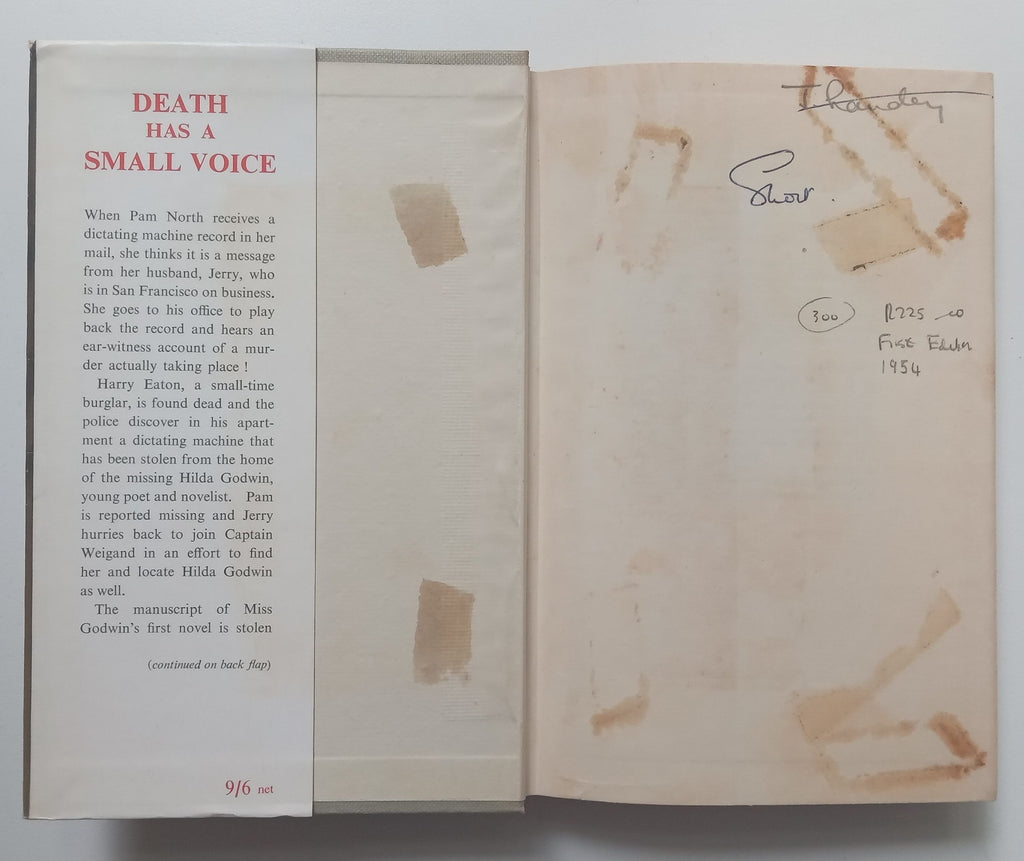 DEATH
HAS A
SMALL VOICE
When Pam North receives a
dictating machine record in her
mail, she thinks it is a message
from her husband, Jerry, who
is in San Francisco on business.
She goes to his office to play
back the record and hears an
ear-witness account of a mur-
der actually taking place !
Harry Eaton, a small-time
burglar, is found dead and the
police discover in his apart-
ment a dictating machine that
has been stolen from the home
of the missing Hilda Godwin,
young poet and novelist. Pam
is reported missing and Jerry
hurries back to join Captain
Weigand in an effort to find
her and locate Hilda Godwin
as well.
The manuscript of Miss
Godwin's first novel is stolen
(continued on back flap)
9/6 net
300
R225
First Edition
1954